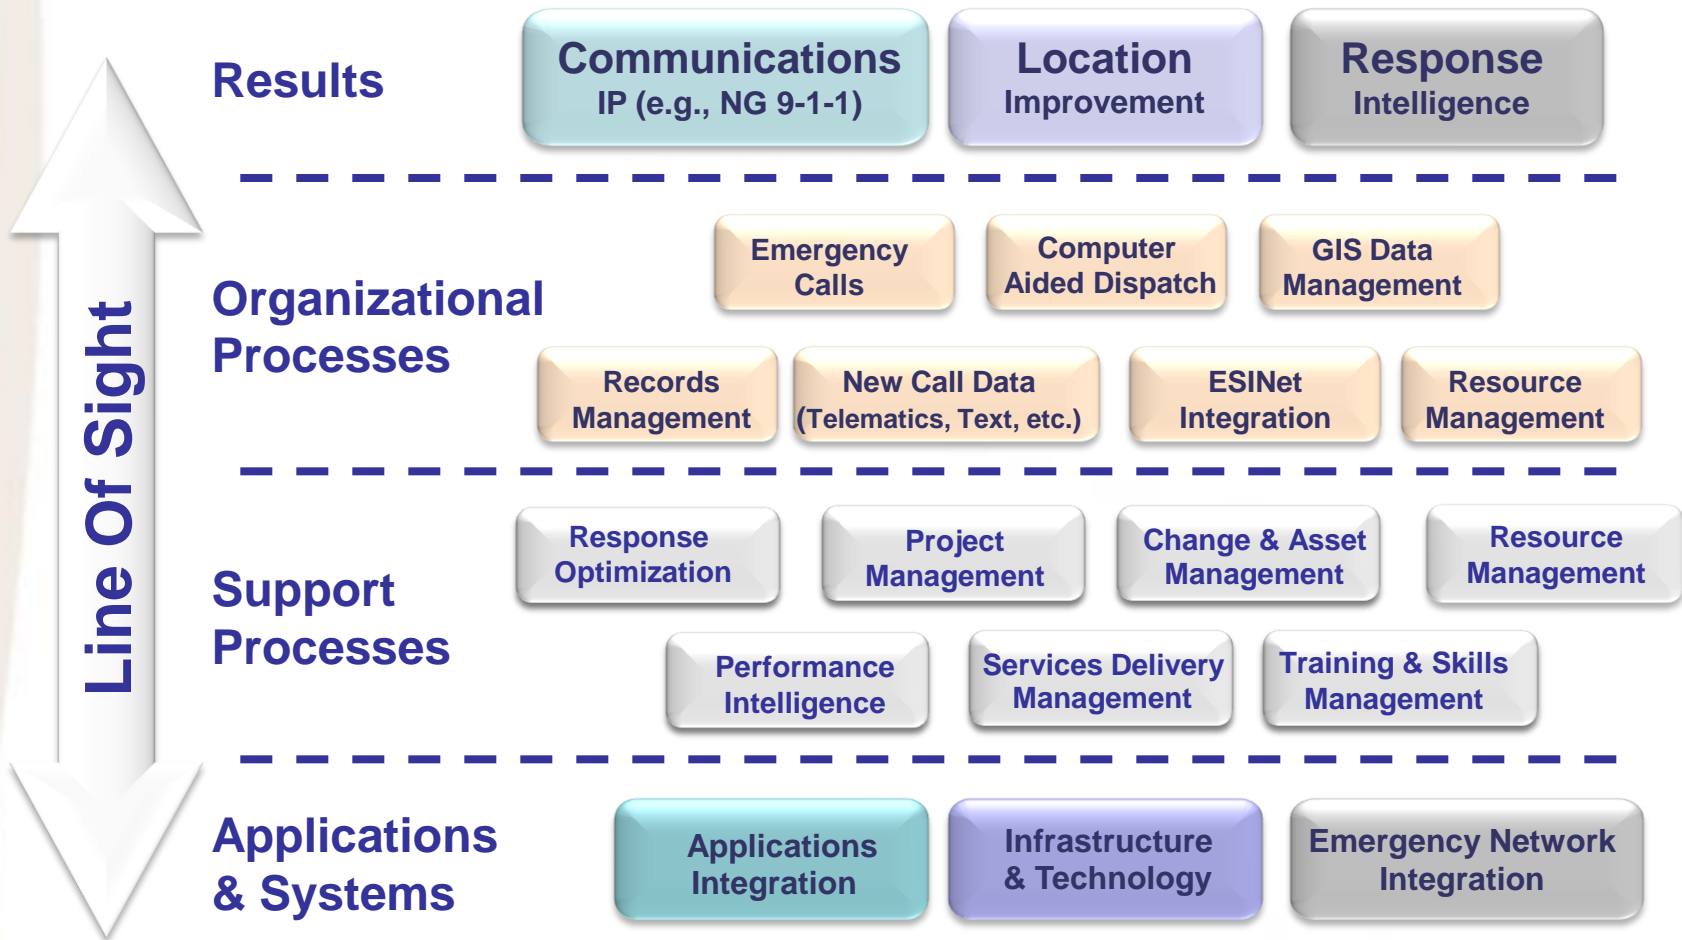 Line Of Sight
Results
Communications
IP (e.g., NG 9-1-1)
Location
Improvement
Response
Intelligence
Organizational
Processes
Emergency
Calls
Computer
Aided Dispatch
GIS Data
Management
Records
Management
New Call Data
(Telematics, Text, etc.)
ESINet
Integration
Resource
Management
Support
Processes
Response
Optimization
Project
Management
Change & Asset
Management
Resource
Management
Performance
Intelligence
Services Delivery
Management
Training & Skills
Management
Applications
& Systems
Applications
Integration
Infrastructure
& Technology
Emergency Network
Integration